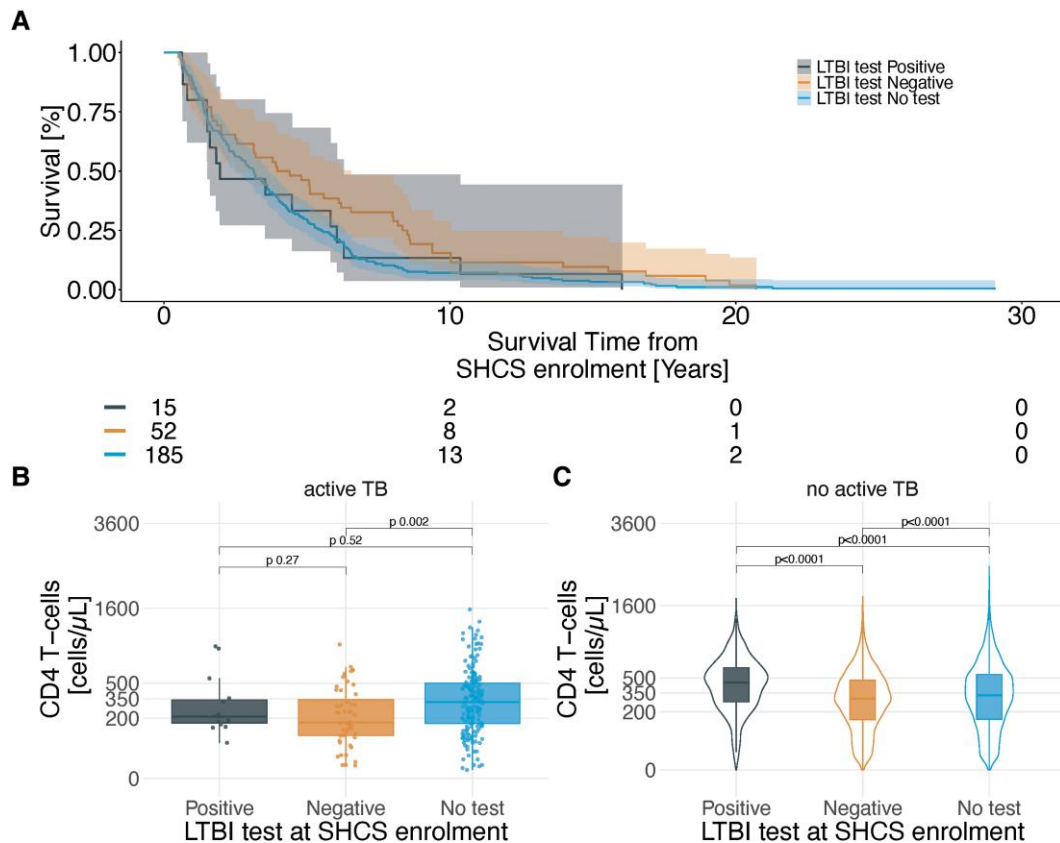 A
1.00
0.75
0.50
0.25
0.00
Survival [%]
LTBI test Positive
LTBI test Negative
LTBI test No test
0 10 20 30
Survival Time from
SHCS enrolment [Years]
15 2 0 0
52 8 1 0
185 13 2 0
B
active TB
3600
1600
500
350
200
0
CD4 T-cells
[cells/µL]
p 0.002
p 0.52
p 0.27
Positive Negative No test
LTBI test at SHCS enrolment
C
no active TB
3600
1600
500
350
200
0
CD4 T-cells
[cells/µL]
p<0.0001
p<0.0001
p<0.0001
Positive Negative No test
LTBI test at SHCS enrolment